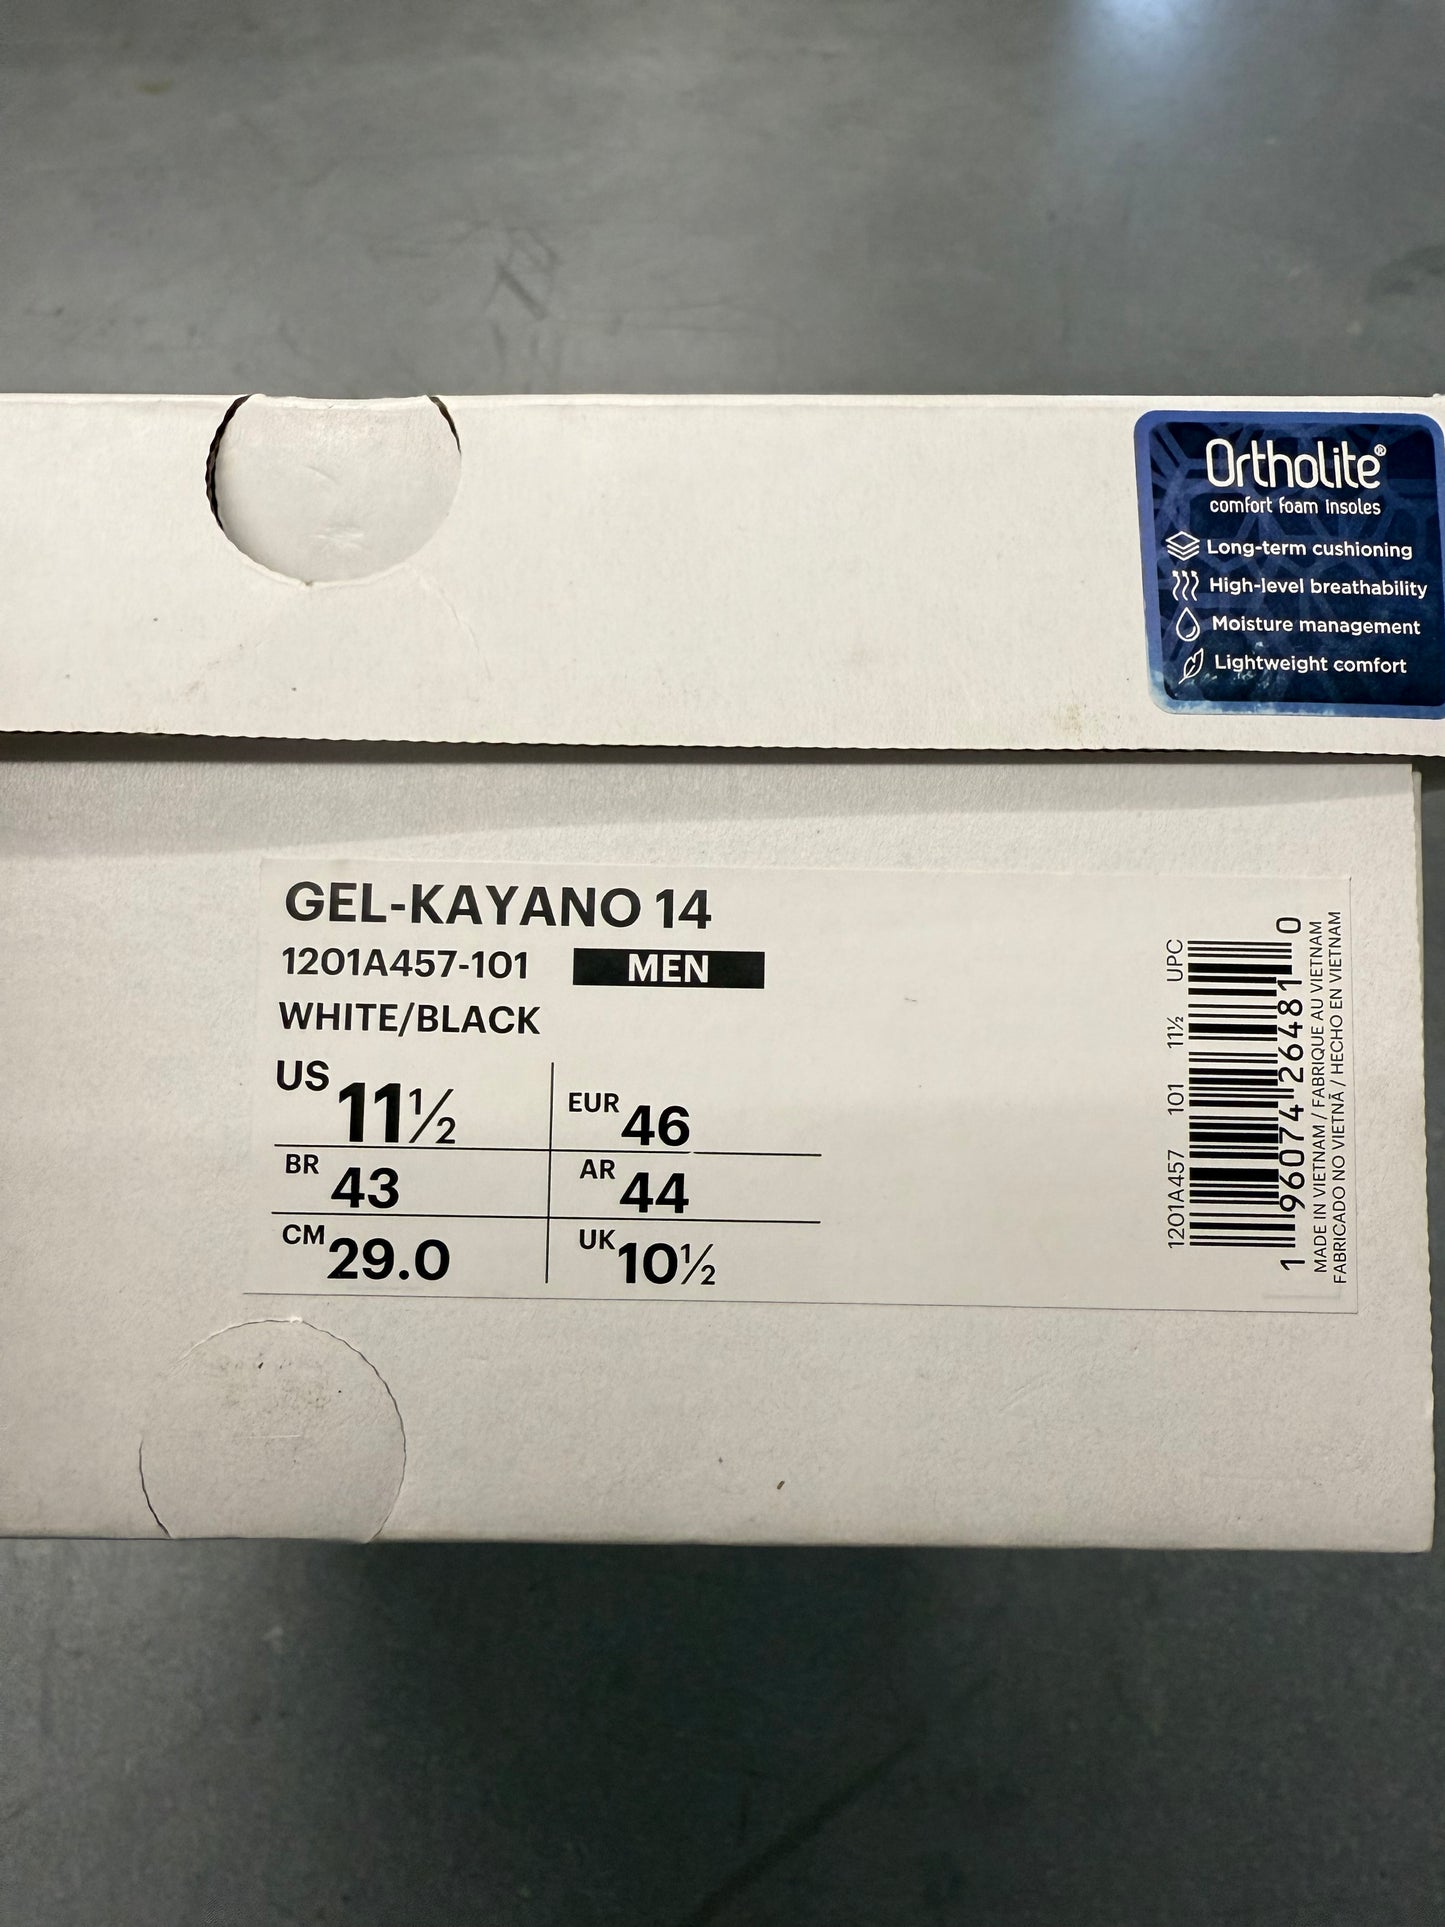 Ortholite®
comfort foam insoles
Long-term cushioning
High-level breathability
Moisture management
Lightweight comfort
GEL-KAYANO 14
1201A457-101 MEN
WHITE/BLACK
US 11½ EUR 46
BR 43 AR 44
CM 29.0 UK 10½
1201A457 101 11½ UPC
1 96074 26481 0
MADE IN VIETNAM / FABRIQUE AU VIETNAM
FABRICADO NO VIETNÃ / HECHO EN VIETNAM